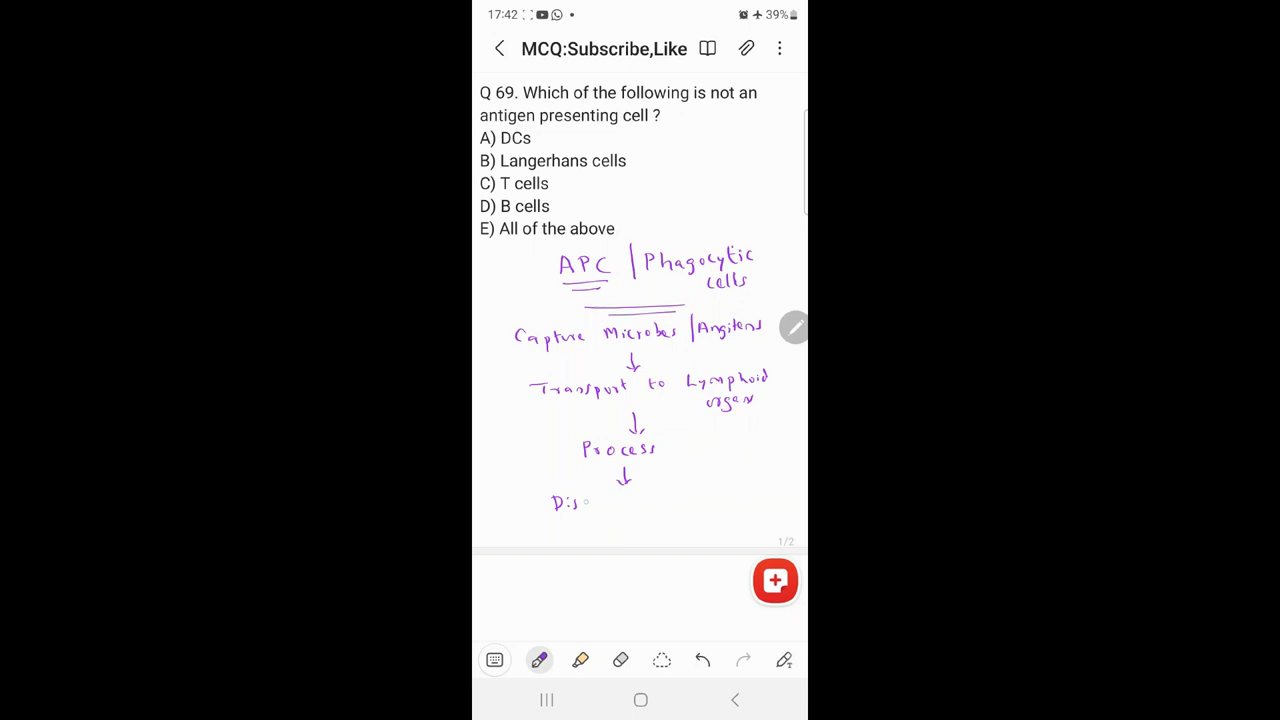 17:42
39%
MCQ:Subscribe,Like
Q 69. Which of the following is not an
antigen presenting cell ?
A) DCs
B) Langerhans cells
C) T cells
D) B cells
E) All of the above
APC | Phagocytic
cells
Capture Microbes | Angitens
↓
Transport to Lymphoid
organ
↓
Process
↓
Dis
1/2